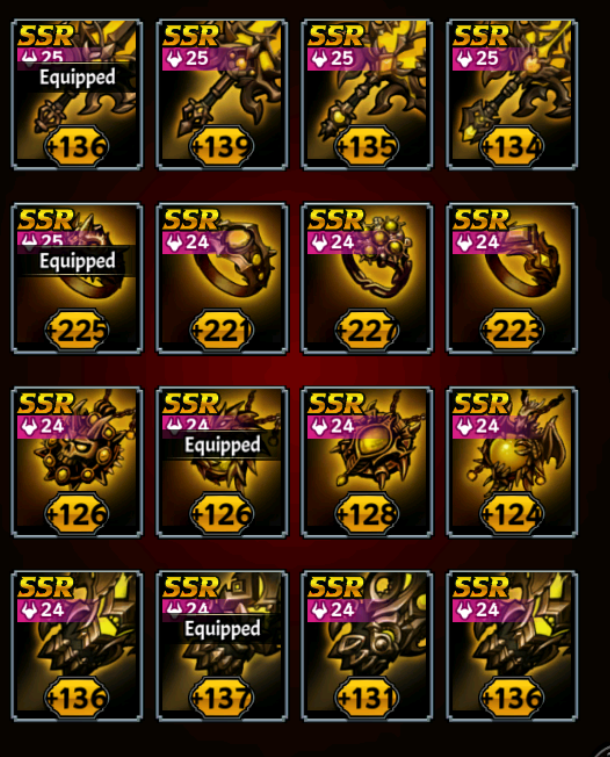 SSR SSR SSR SSR
25 25 25 25
Equipped
+136 +139 +135 +134
SSR SSR SSR SSR
25 24 24 24
Equipped
+225 +221 +227 +223
SSR SSR SSR SSR
24 24 24 24
Equipped
+126 +126 +128 +124
SSR SSR SSR SSR
24 24 24 24
Equipped
+136 +137 +131 +136